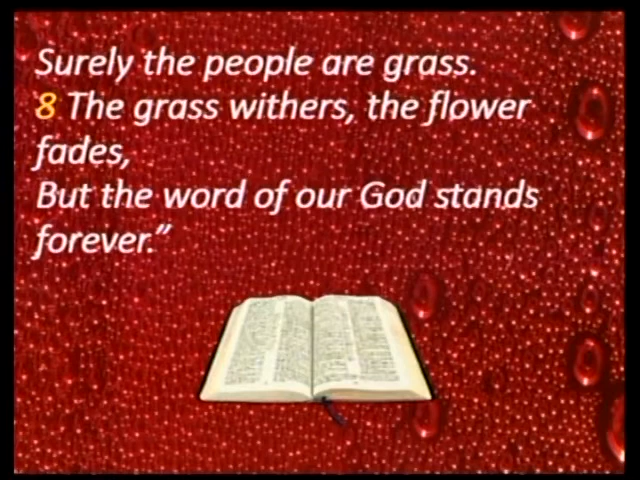 Surely the people are grass.
8 The grass withers, the flower
fades,
But the word of our God stands
forever.”